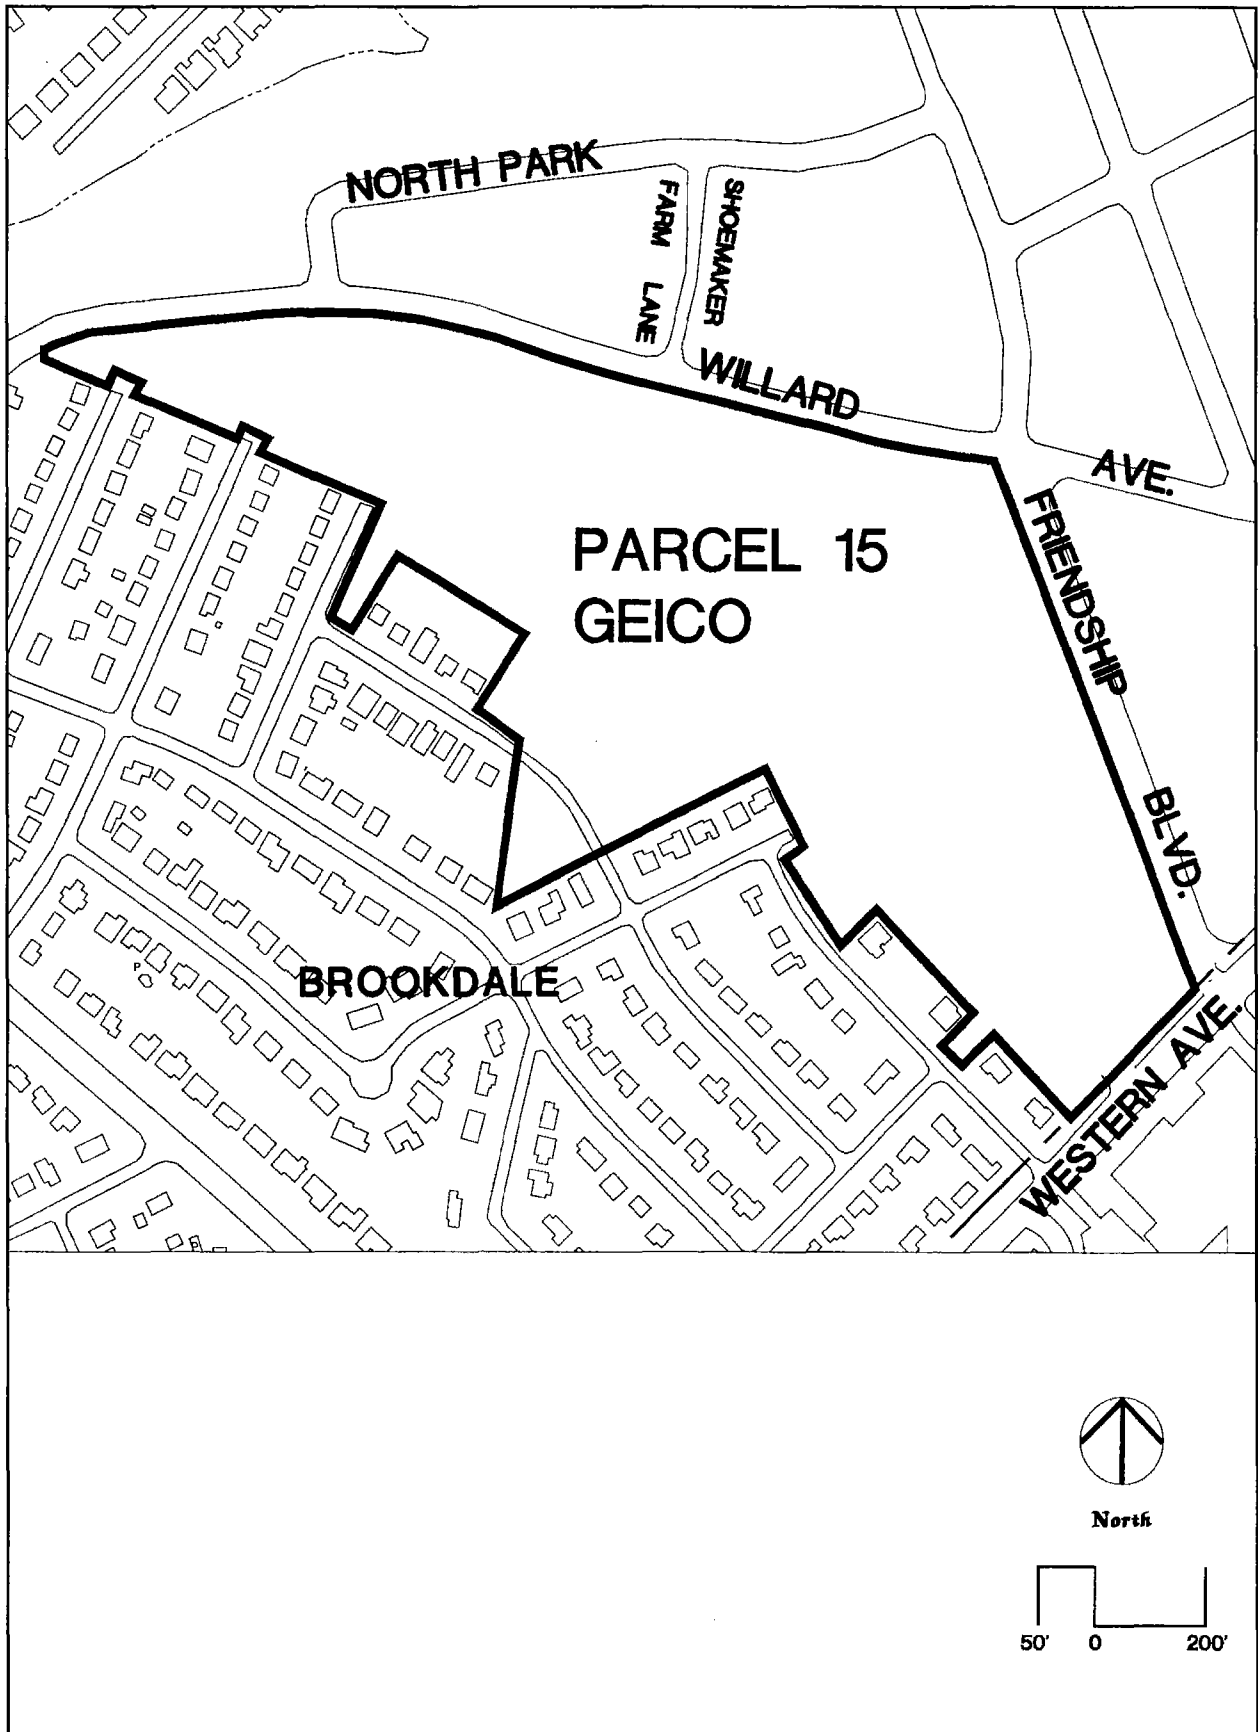 NORTH PARK
FARM LANE
SHOEMAKER
WILLARD
AVE.
PARCEL 15
GEICO
FRIENDSHIP
BLVD.
BROOKDALE
WESTERN AVE.
North
50' 0 200'